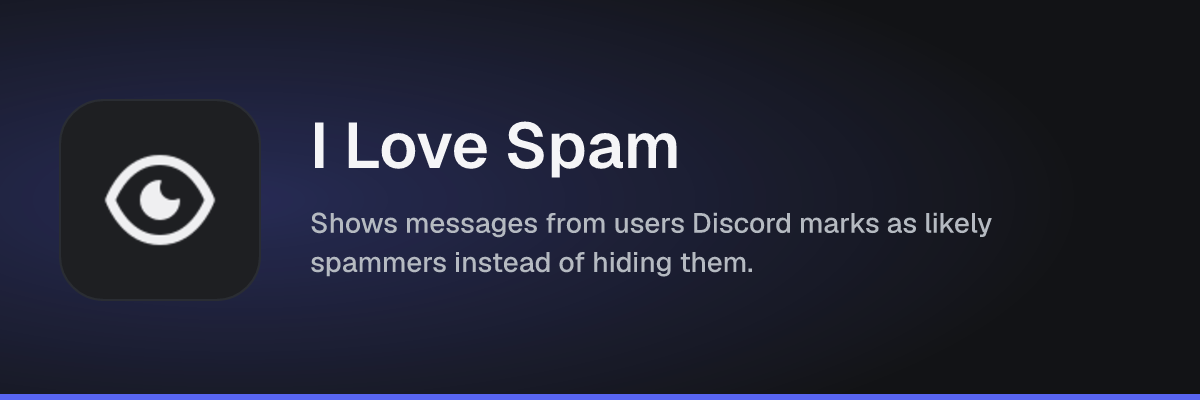 I Love Spam
Shows messages from users Discord marks as likely
spammers instead of hiding them.